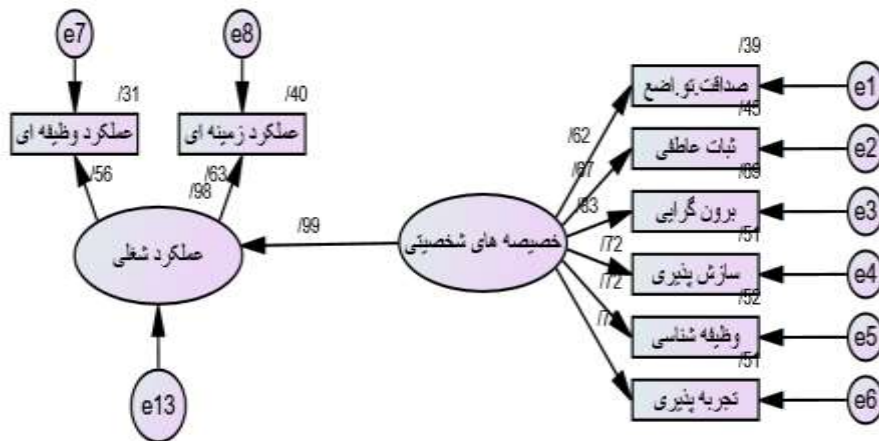 e7
e8
/39
/31
/40
صداقت.تو.اضع
e1
عملکرد وظیفه ای
عملکرد زمینه ای
/45
/62
ثبات عاطفی
e2
/56
/63
/98
/67
/69
/83
برون گرایی
e3
عملکرد شغلی
/99
خصیصه های شخصیتی
/51
/72
سازش پذیری
e4
/72
/52
وظیفه شناسی
e5
/51
e13
تجربه پذیری
e6